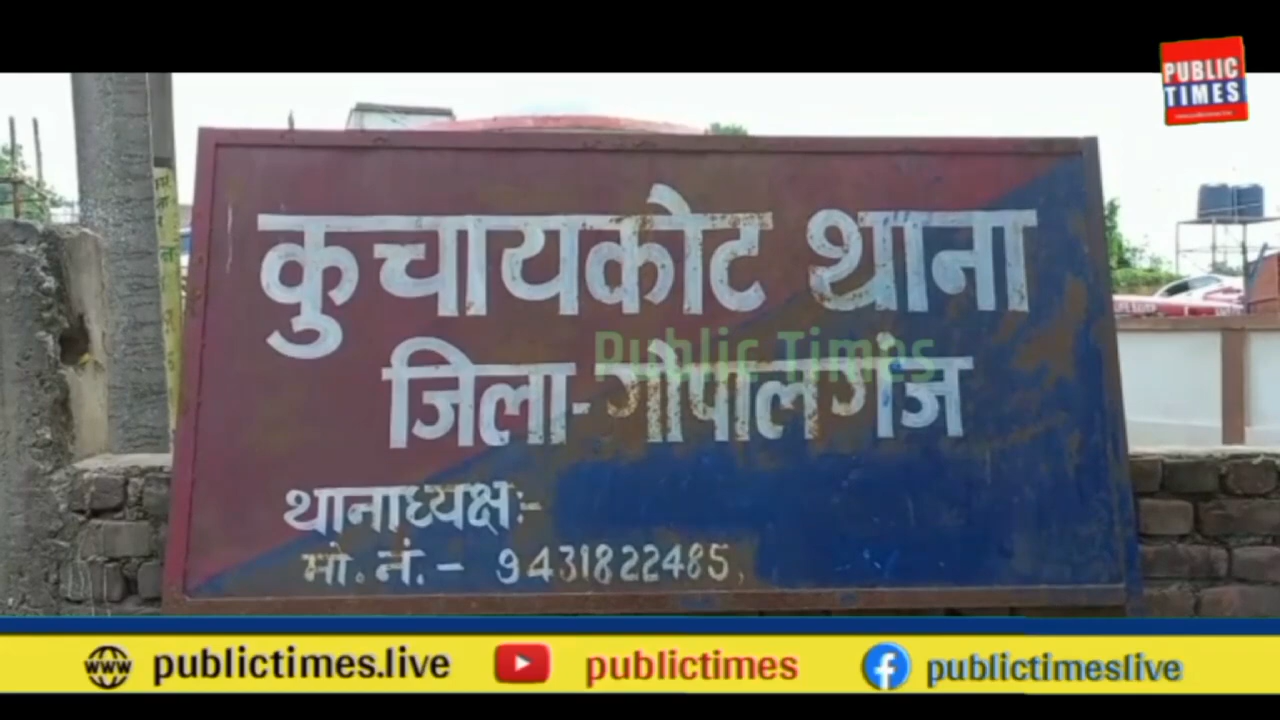 PUBLIC
TIMES
कुचायकोट थाना
Public Times
जिला-गोपालगंज
थानाध्यक्ष:-
मो. नं. - 9431822485
publictimes.live
publictimes
publictimeslive